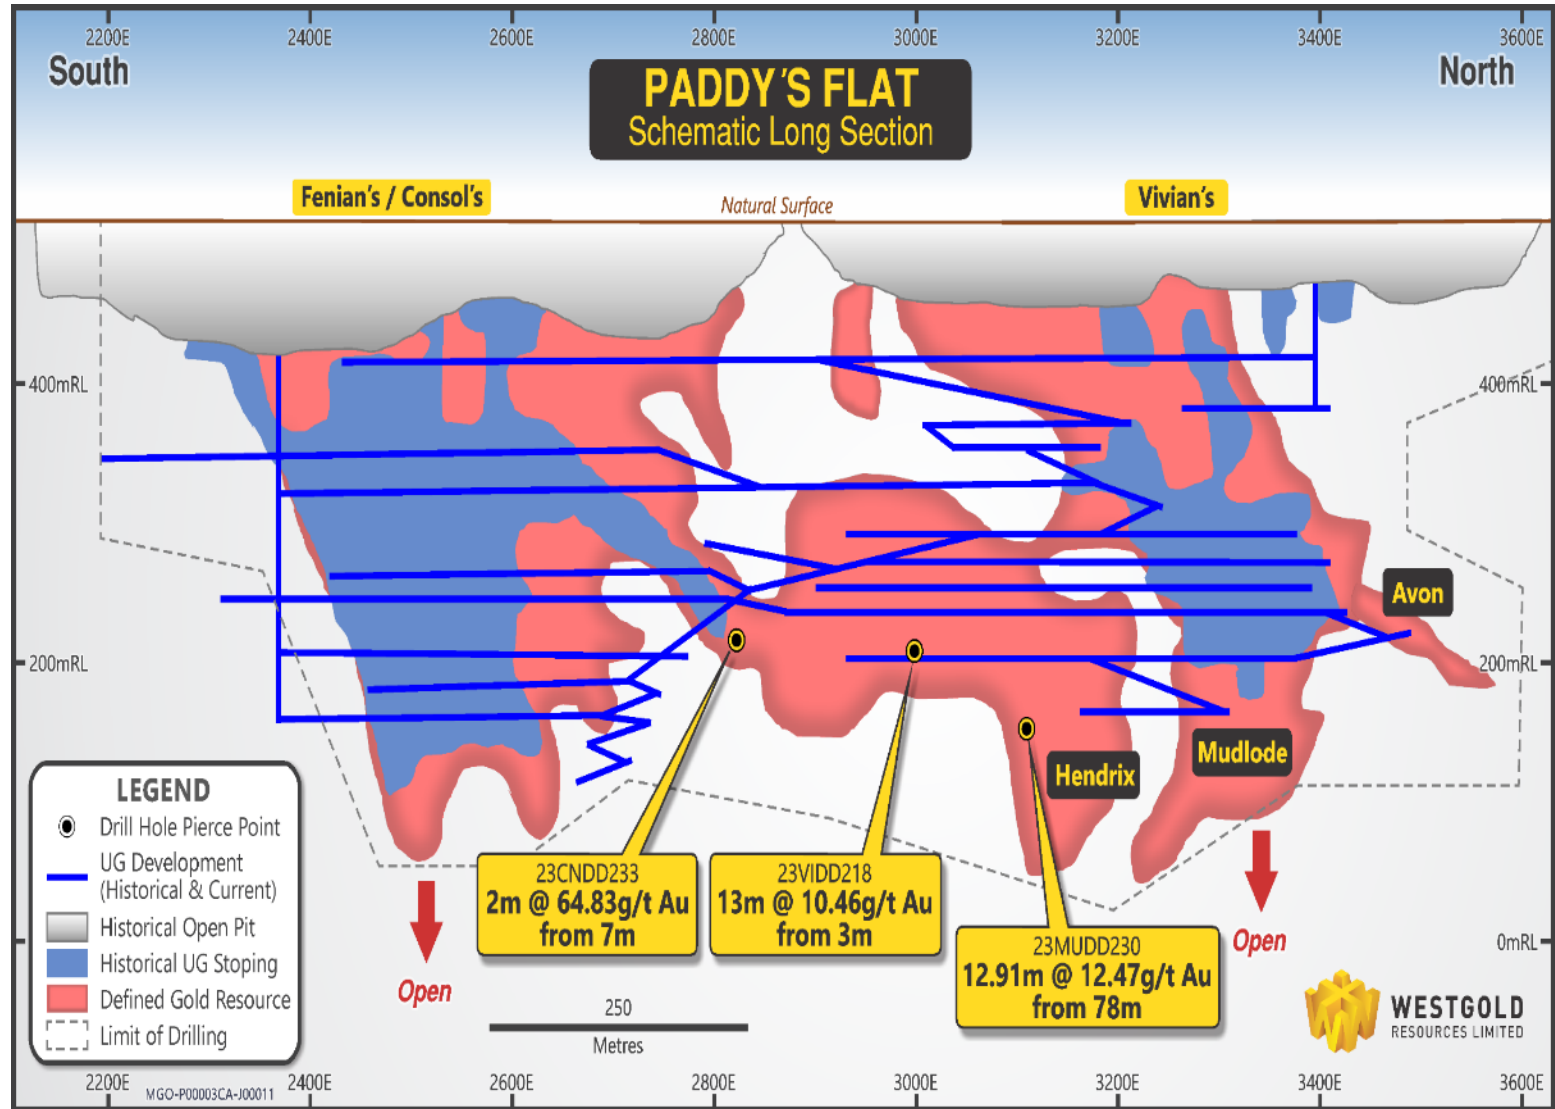 2200E 2400E 2600E 2800E 3000E 3200E 3400E 3600E
South
North
PADDY'S FLAT
Schematic Long Section
Fenian's / Consol's
Natural Surface
Vivian's
400mRL
400mRL
Avon
200mRL
200mRL
Mudlode
Hendrix
LEGEND
Drill Hole Pierce Point
UG Development
(Historical & Current)
Historical Open Pit
Historical UG Stoping
Defined Gold Resource
Limit of Drilling
23CNDD233
2m @ 64.83g/t Au
from 7m
23VIDD218
13m @ 10.46g/t Au
from 3m
23MUDD230
12.91m @ 12.47g/t Au
from 78m
Open
Open
0mRL
250
Metres
WESTGOLD
RESOURCES LIMITED
2200E 2400E 2600E 2800E 3000E 3200E 3400E 3600E
MGO-P00003CA-J00011